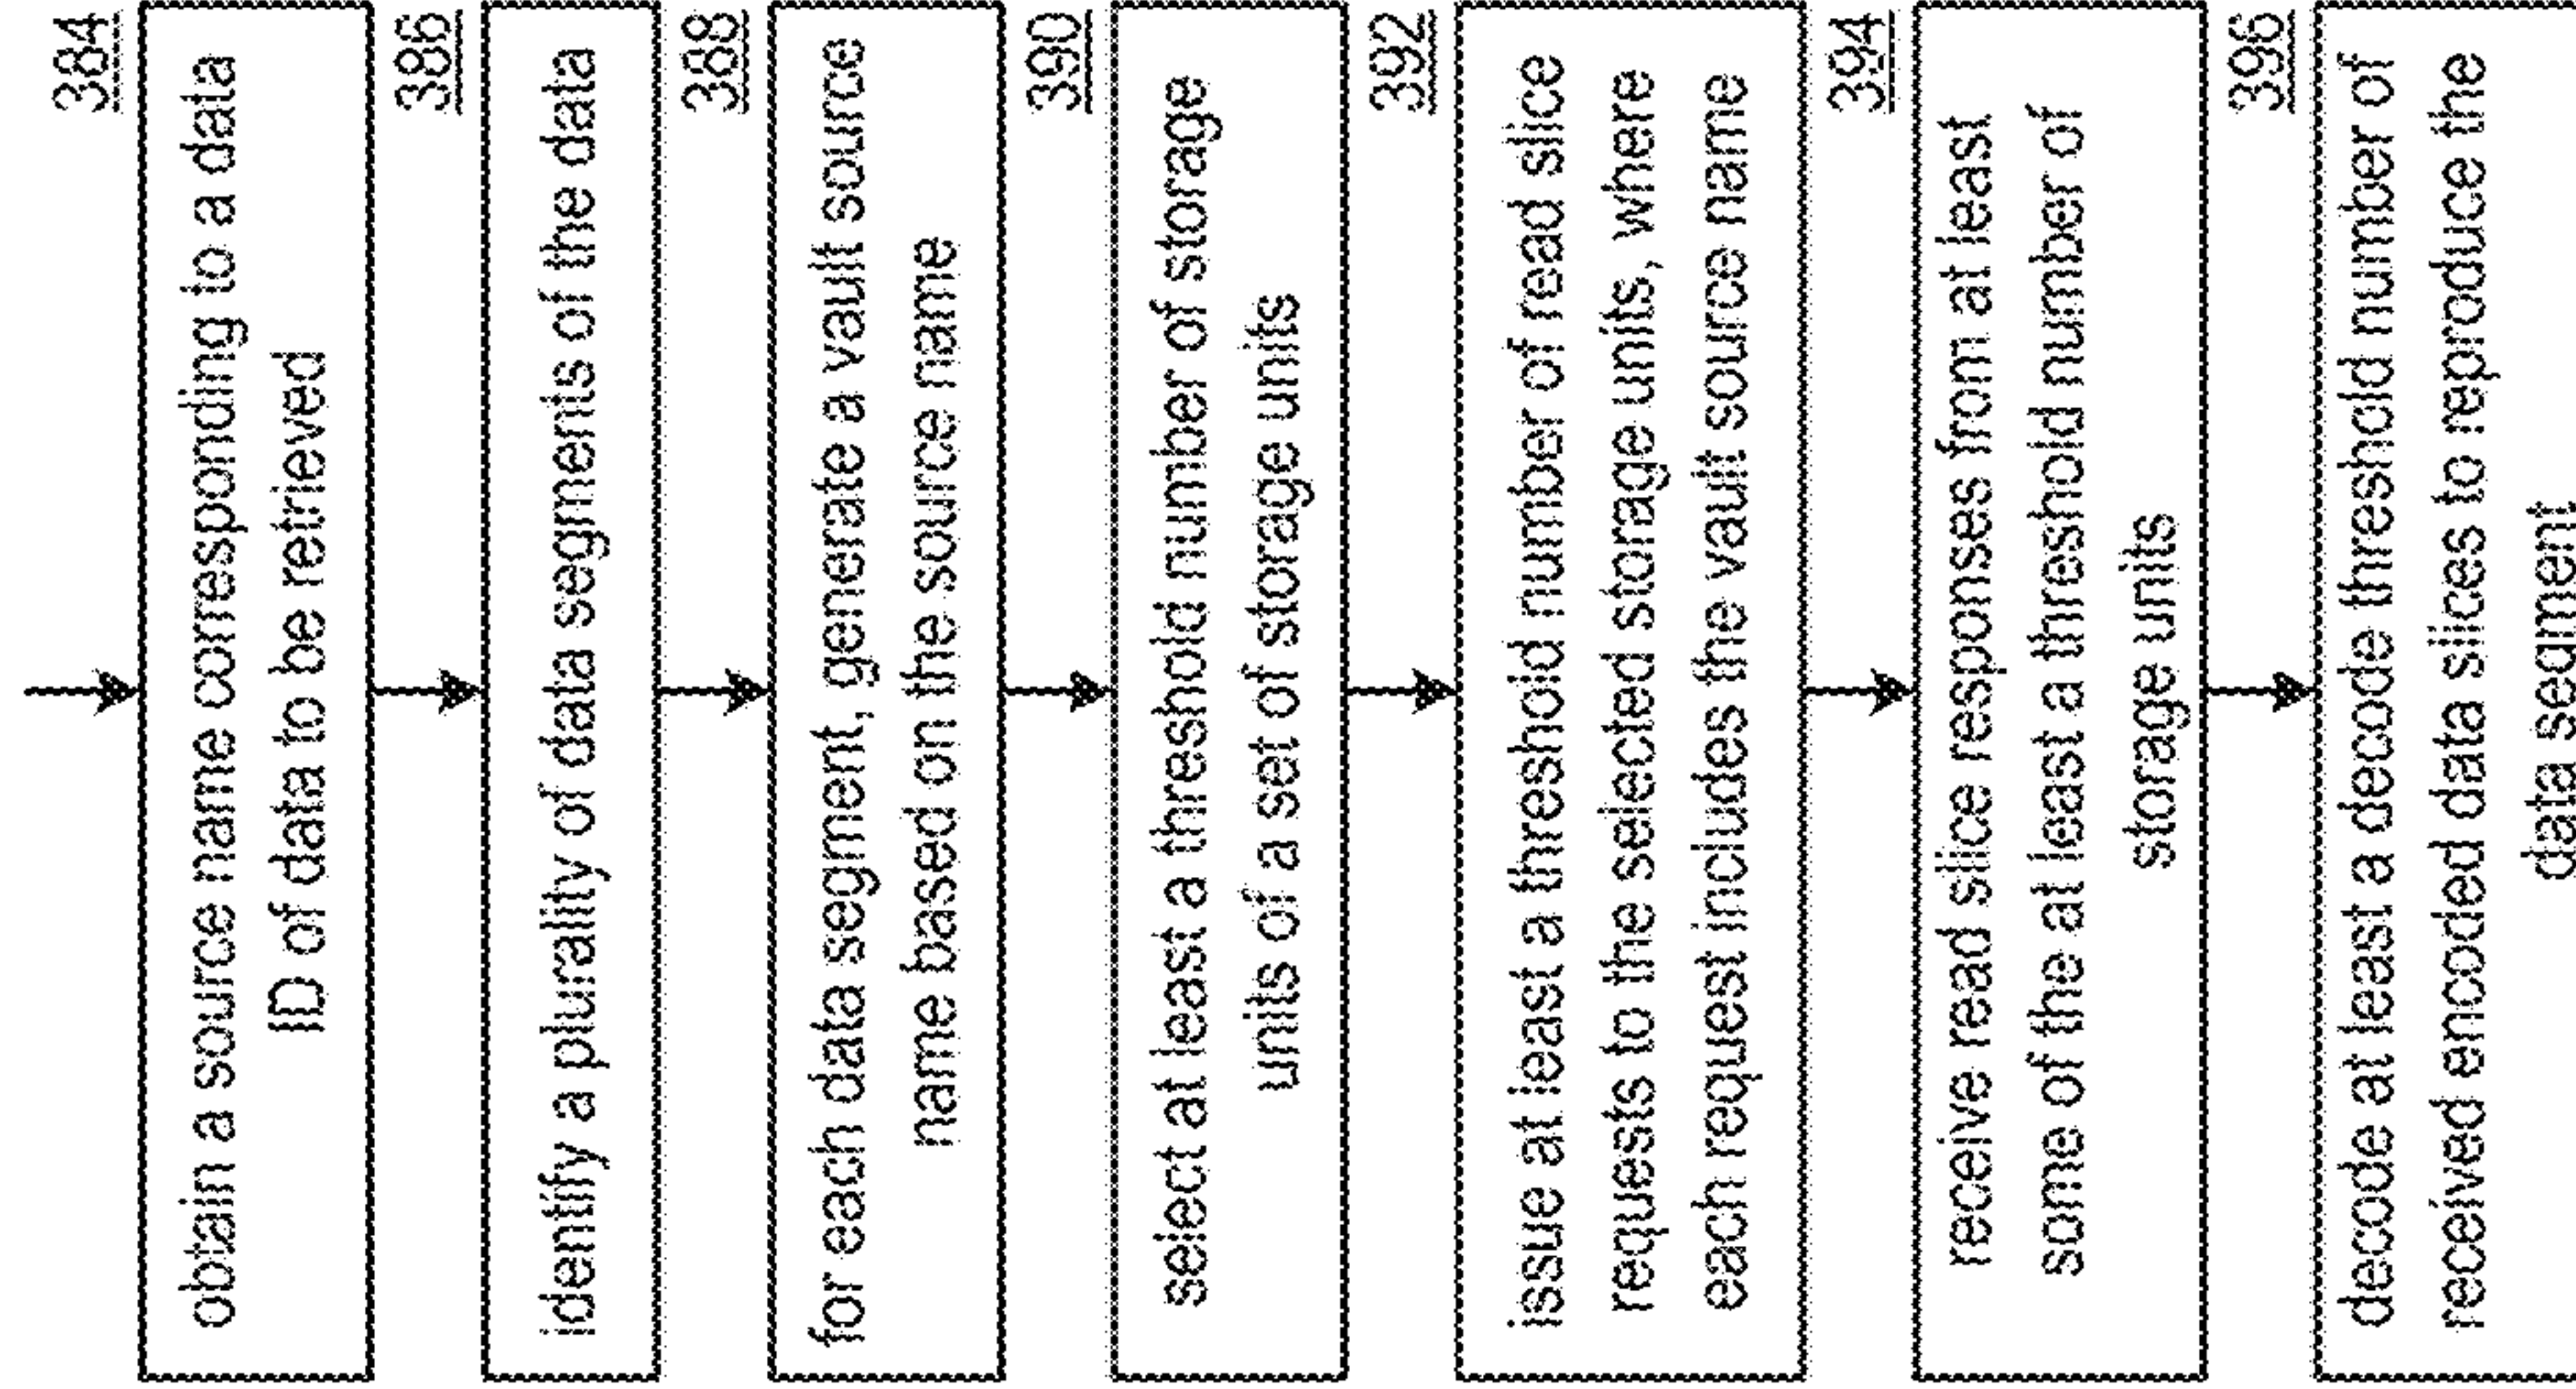 384
obtain a source name corresponding to a data
ID of data to be retrieved
386
identify a plurality of data segments of the data
388
for each data segment, generate a vault source
name based on the source name
390
select at least a threshold number of storage
units of a set of storage units
392
issue at least a threshold number of read slice
requests to the selected storage units, where
each request includes the vault source name
394
receive read slice responses from at least
some of the at least a threshold number of
storage units
396
decode at least a decode threshold number of
received encoded data slices to reproduce the
data segment